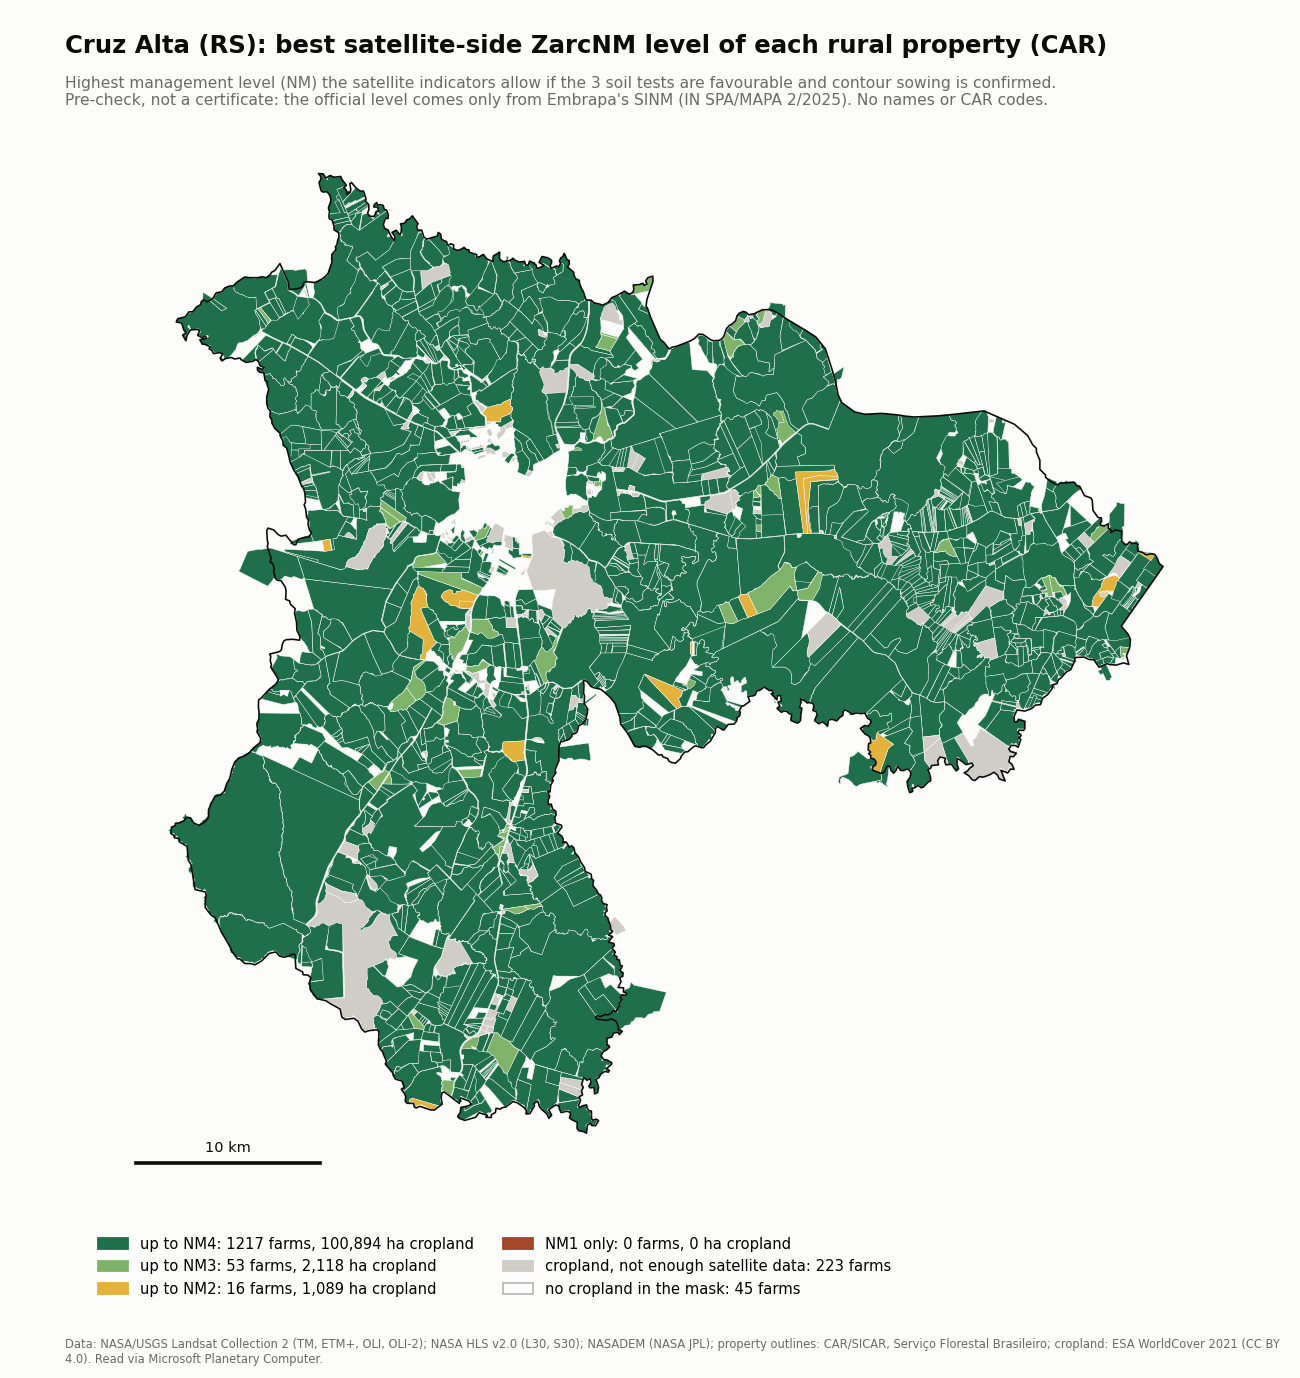 Cruz Alta (RS): best satellite-side ZarcNM level of each rural property (CAR)
Highest management level (NM) the satellite indicators allow if the 3 soil tests are favourable and contour sowing is confirmed.
Pre-check, not a certificate: the official level comes only from Embrapa's SINM (IN SPA/MAPA 2/2025). No names or CAR codes.
10 km
up to NM4: 1217 farms, 100,894 ha cropland
up to NM3: 53 farms, 2,118 ha cropland
up to NM2: 16 farms, 1,089 ha cropland
NM1 only: 0 farms, 0 ha cropland
cropland, not enough satellite data: 223 farms
no cropland in the mask: 45 farms
Data: NASA/USGS Landsat Collection 2 (TM, ETM+, OLI, OLI-2); NASA HLS v2.0 (L30, S30); NASADEM (NASA JPL); property outlines: CAR/SICAR, Serviço Florestal Brasileiro; cropland: ESA WorldCover 2021 (CC BY
4.0). Read via Microsoft Planetary Computer.